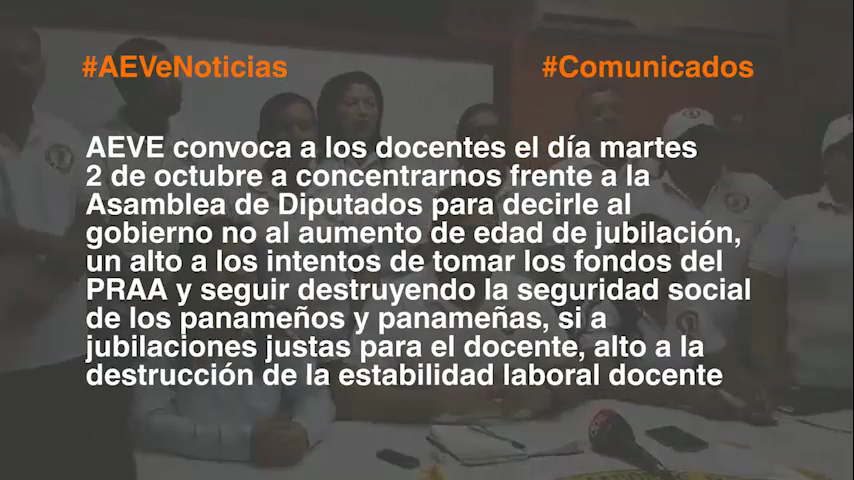 #AEVeNoticias #Comunicados
AEVE convoca a los docentes el día martes
2 de octubre a concentrarnos frente a la
Asamblea de Diputados para decirle al
gobierno no al aumento de edad de jubilación,
un alto a los intentos de tomar los fondos del
PRAA y seguir destruyendo la seguridad social
de los panameños y panameñas, si a
jubilaciones justas para el docente, alto a la
destrucción de la estabilidad laboral docente